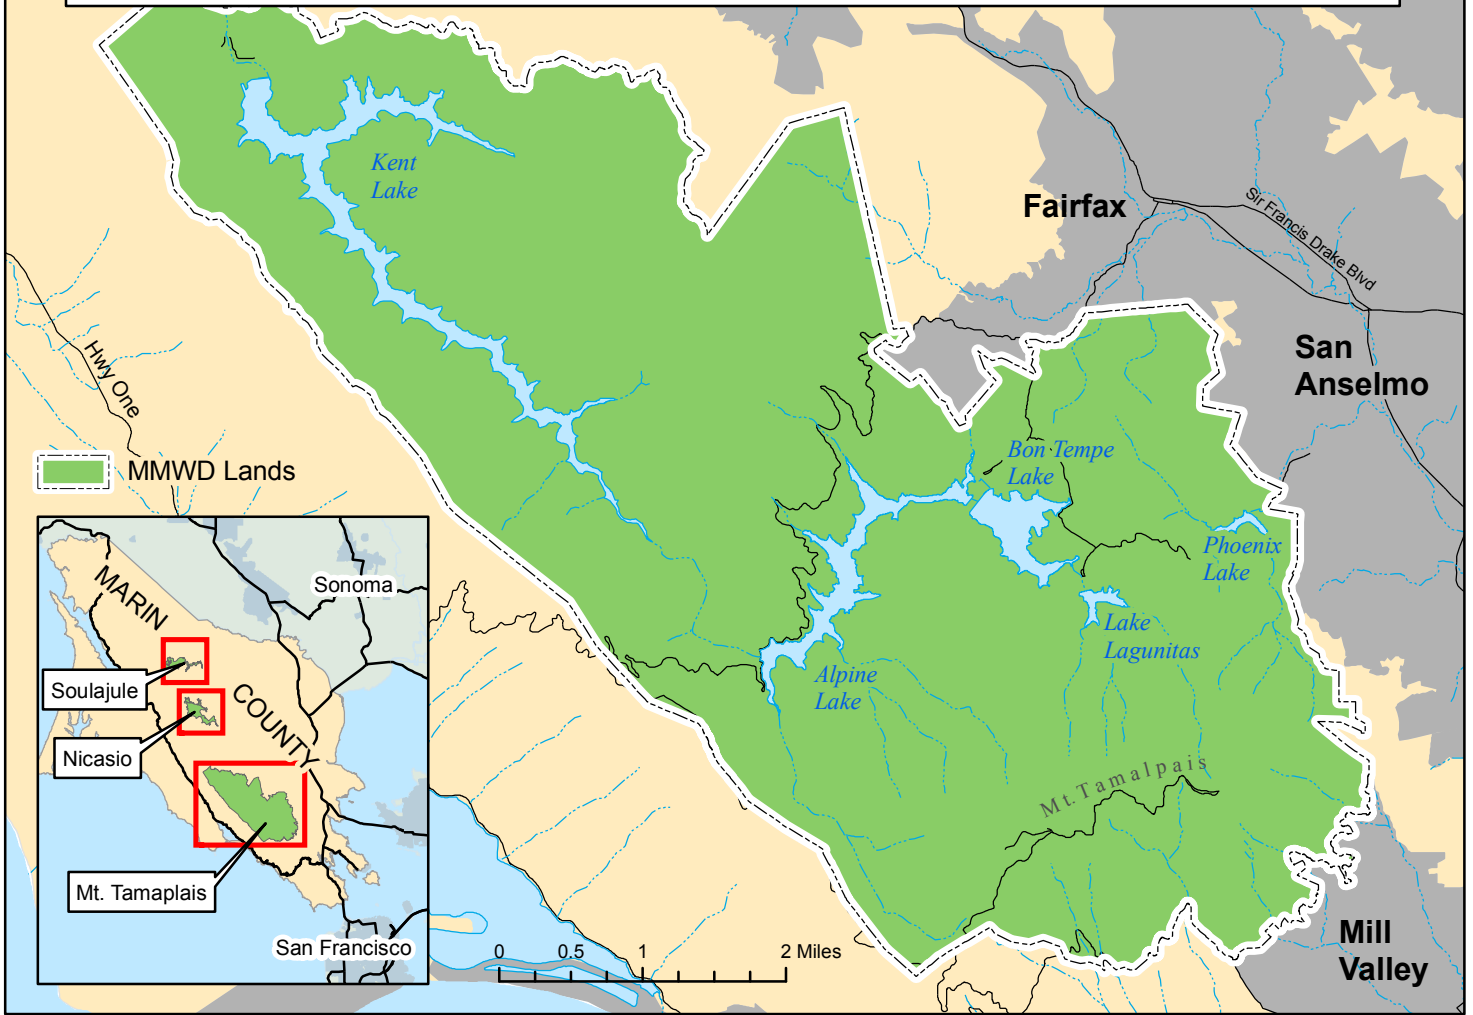 Kent
Lake
Fairfax
Sir Francis Drake Blvd
San
Anselmo
Hwy One
MMWD Lands
Bon Tempe
Lake
Phoenix
Lake
Lake
Lagunitas
Alpine
Lake
Mt. Tamalpais
Mill
Valley
0 0.5 1 2 Miles
Sonoma
MARIN
COUNTY
Soulajule
Nicasio
Mt. Tamaplais
San Francisco